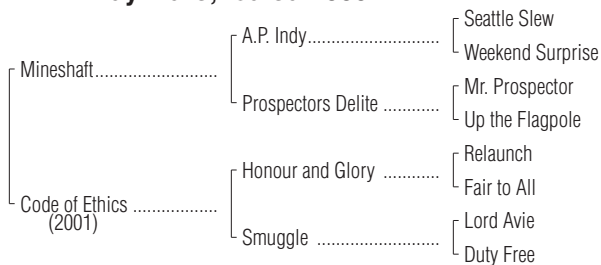 Seattle Slew
A.P. Indy
Weekend Surprise
Mineshaft
Mr. Prospector
Prospectors Delite
Up the Flagpole
Relaunch
Honour and Glory
Fair to All
Code of Ethics
(2001)
Lord Avie
Smuggle
Duty Free